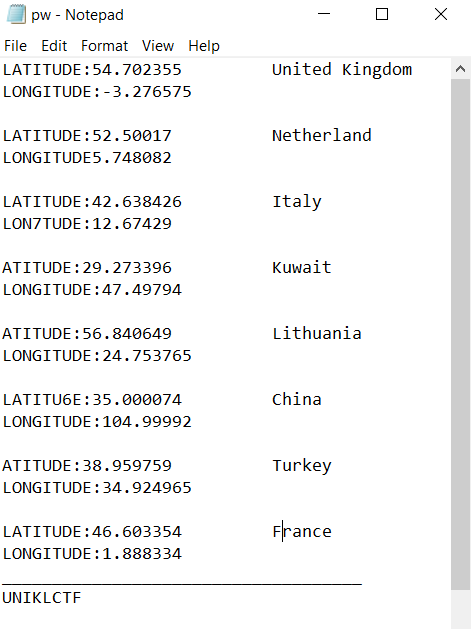 pw - Notepad
File Edit Format View Help
LATITUDE:54.702355 United Kingdom
LONGITUDE:-3.276575
LATITUDE:52.50017 Netherland
LONGITUDE5.748082
LATITUDE:42.638426 Italy
LON7TUDE:12.67429
ATITUDE:29.273396 Kuwait
LONGITUDE:47.49794
ATITUDE:56.840649 Lithuania
LONGITUDE:24.753765
LATITU6E:35.000074 China
LONGITUDE:104.99992
ATITUDE:38.959759 Turkey
LONGITUDE:34.924965
LATITUDE:46.603354 France
LONGITUDE:1.888334
____________________________________
UNIKLCTF